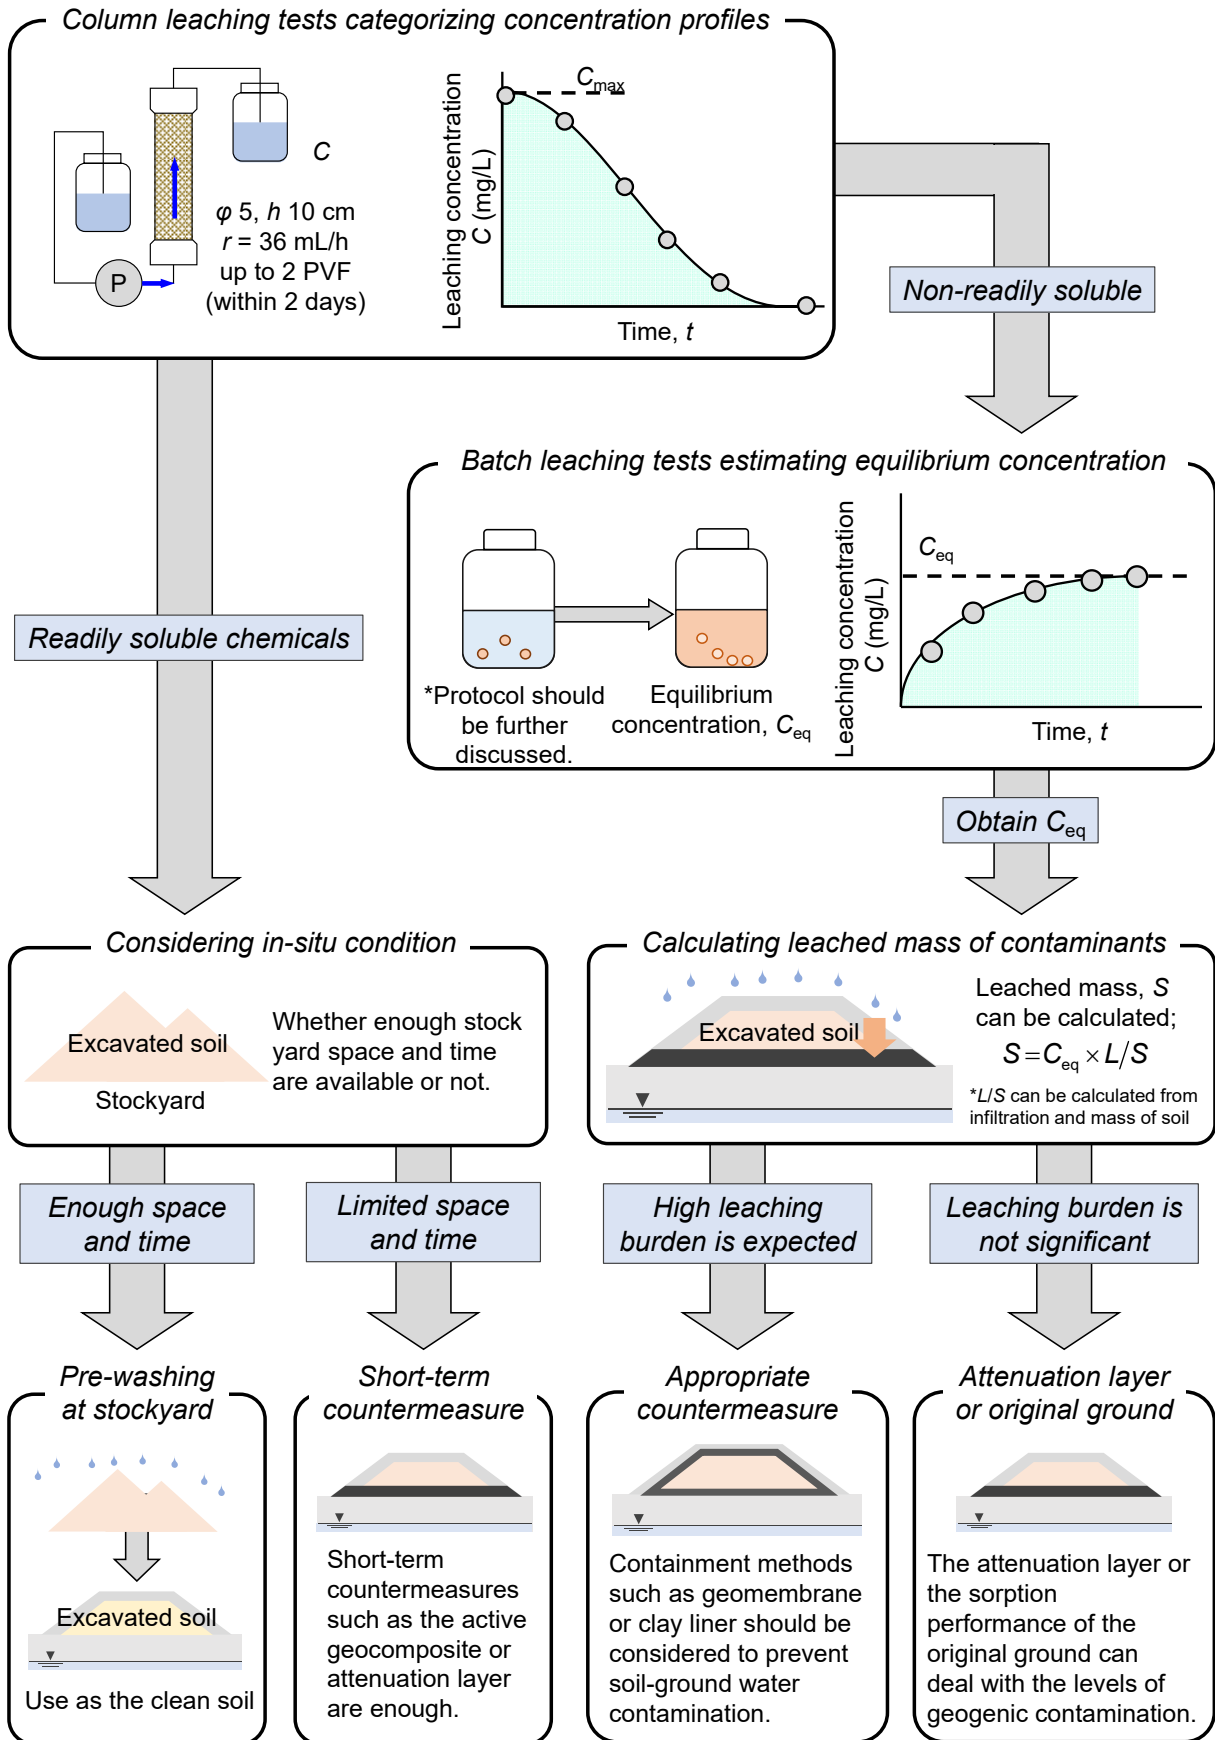 Column leaching tests categorizing concentration profiles
C
φ 5, h 10 cm
r = 36 mL/h
up to 2 PVF
(within 2 days)
P
Leaching concentration
C (mg/L)
Cmax
Time, t
Non-readily soluble
Batch leaching tests estimating equilibrium concentration
*Protocol should
be further
discussed.
Equilibrium
concentration, Ceq
Leaching concentration
C (mg/L)
Ceq
Time, t
Readily soluble chemicals
Obtain Ceq
Considering in-situ condition
Excavated soil
Stockyard
Whether enough stock
yard space and time
are available or not.
Calculating leached mass of contaminants
Excavated soil
Leached mass, S
can be calculated;
S = Ceq × L/S
*L/S can be calculated from
infiltration and mass of soil
Enough space
and time
Limited space
and time
High leaching
burden is expected
Leaching burden is
not significant
Pre-washing
at stockyard
Excavated soil
Use as the clean soil
Short-term
countermeasure
Short-term
countermeasures
such as the active
geocomposite or
attenuation layer
are enough.
Appropriate
countermeasure
Containment methods
such as geomembrane
or clay liner should be
considered to prevent
soil-ground water
contamination.
Attenuation layer
or original ground
The attenuation layer or
the sorption
performance of the
original ground can
deal with the levels of
geogenic contamination.